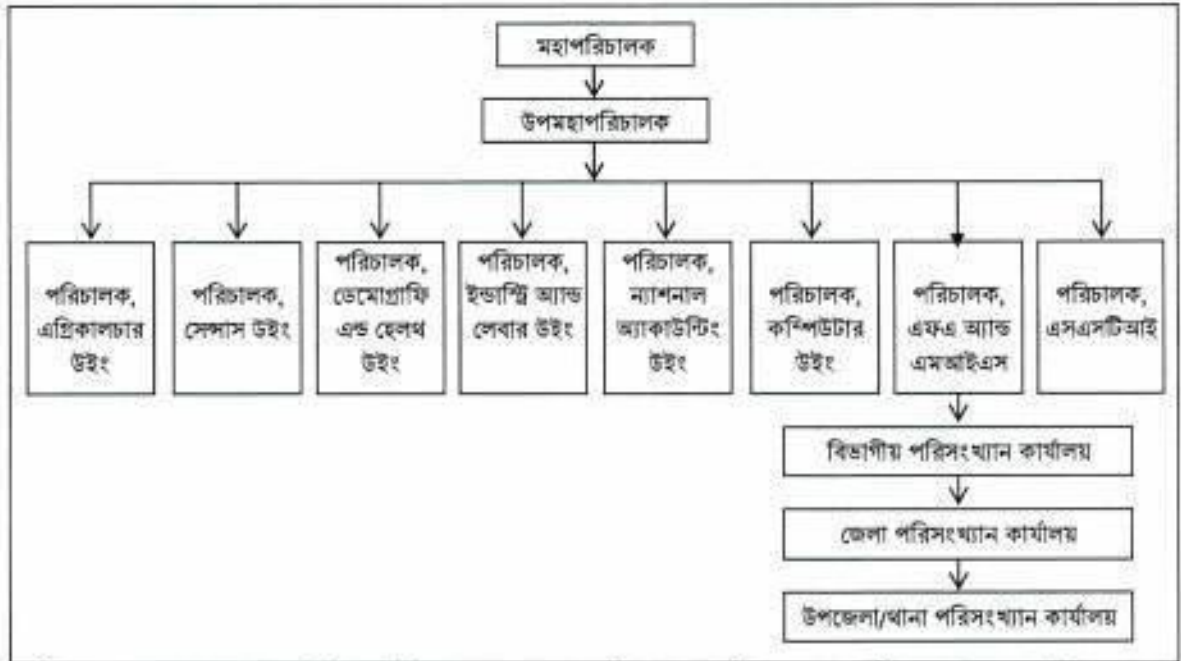 মহাপরিচালক
উপমহাপরিচালক
পরিচালক,
এগ্রিকালচার
উইং
পরিচালক,
সেন্সাস উইং
পরিচালক,
ডেমোগ্রাফি
এন্ড হেলথ
উইং
পরিচালক,
ইন্ডাস্ট্রি অ্যান্ড
লেবার উইং
পরিচালক,
ন্যাশনাল
অ্যাকাউন্টিং
উইং
পরিচালক,
কম্পিউটার
উইং
পরিচালক,
এফএ অ্যান্ড
এমআইএস
পরিচালক,
এসএসটিআই
বিভাগীয় পরিসংখ্যান কার্যালয়
জেলা পরিসংখ্যান কার্যালয়
উপজেলা/থানা পরিসংখ্যান কার্যালয়